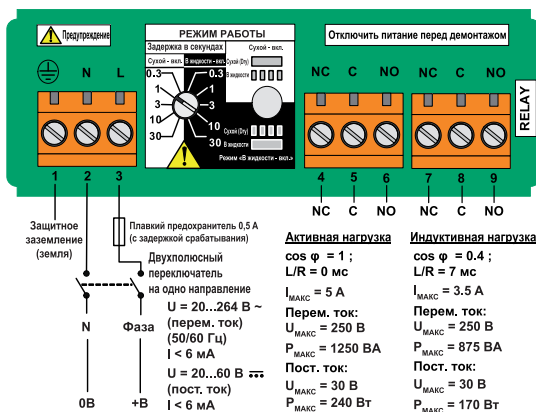 Предупреждение
РЕЖИМ РАБОТЫ
Отключить питание перед демонтажом
Задержка в секундах
Сухой - вкл.
Сухой - вкл.
В жидкости - вкл.
N
L
0.3
0.3
Сухой (Dry)
В жидкости
1
1
3
3
10
10
30
30
Сухой (Dry)
В жидкости
Режим «В жидкости - вкл.»
NC
C
NO
NC
C
NO
RELAY
1
2
3
4
5
6
7
8
9
NC
C
NO
NC
C
NO
Защитное
заземление
(земля)
Плавкий предохранитель 0,5 А
(с задержкой срабатывания)
Двухполюсный
переключатель
на одно направление
N
Фаза
U = 20...264 В ~
(перем. ток)
(50/60 Гц)
I < 6 мА
U = 20...60 В
(пост. ток)
I < 6 мА
0В
+В
Активная нагрузка
cos φ = 1 ;
L/R = 0 мс
IМАКС = 5 А
Перем. ток:
UМАКС = 250 В
PМАКС = 1250 ВА
Пост. ток:
UМАКС = 30 В
PМАКС = 240 Вт
Индуктивная нагрузка
cos φ = 0.4 ;
L/R = 7 мс
IМАКС = 3.5 А
Перем. ток:
UМАКС = 250 В
PМАКС = 875 ВА
Пост. ток:
UМАКС = 30 В
PМАКС = 170 Вт